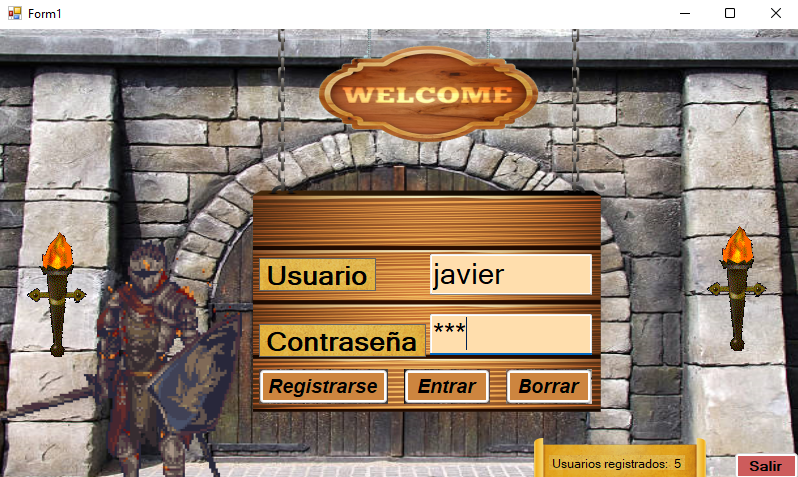 Form1
WELCOME
Usuario
javier
Contraseña
***
Registrarse
Entrar
Borrar
Usuarios registrados: 5
Salir